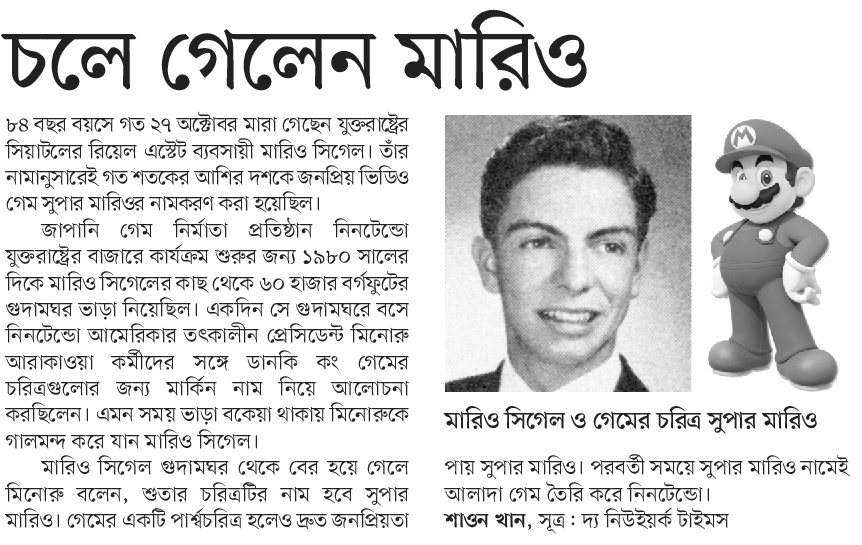 চলে গেলেন মারিও
৮৪ বছর বয়সে গত ২৭ অক্টোবর মারা গেছেন যুক্তরাষ্ট্রের
সিয়াটলের রিয়েল এস্টেট ব্যবসায়ী মারিও সিগেল। তাঁর
নামানুসারেই গত শতকের আশির দশকে জনপ্রিয় ভিডিও
গেম সুপার মারিওর নামকরণ করা হয়েছিল।
জাপানি গেম নির্মাতা প্রতিষ্ঠান নিনটেন্ডো
যুক্তরাষ্ট্রের বাজারে কার্যক্রম শুরুর জন্য ১৯৮০ সালের
দিকে মারিও সিগেলের কাছ থেকে ৬০ হাজার বর্গফুটের
গুদামঘর ভাড়া নিয়েছিল। একদিন সে গুদামঘরে বসে
নিনটেন্ডো আমেরিকার তৎকালীন প্রেসিডেন্ট মিনোরু
আরাকাওয়া কর্মীদের সঙ্গে ডানকি কং গেমের
চরিত্রগুলোর জন্য মার্কিন নাম নিয়ে আলোচনা
করছিলেন। এমন সময় ভাড়া বকেয়া থাকায় মিনোরুকে
গালমন্দ করে যান মারিও সিগেল।
মারিও সিগেল গুদামঘর থেকে বের হয়ে গেলে
মিনোরু বলেন, শুতার চরিত্রটির নাম হবে সুপার
মারিও। গেমের একটি পার্শ্বচরিত্র হলেও দ্রুত জনপ্রিয়তা
M
মারিও সিগেল ও গেমের চরিত্র সুপার মারিও
পায় সুপার মারিও। পরবর্তী সময়ে সুপার মারিও নামেই
আলাদা গেম তৈরি করে নিনটেন্ডো।
শাওন খান, সূত্র : দ্য নিউইয়র্ক টাইমস